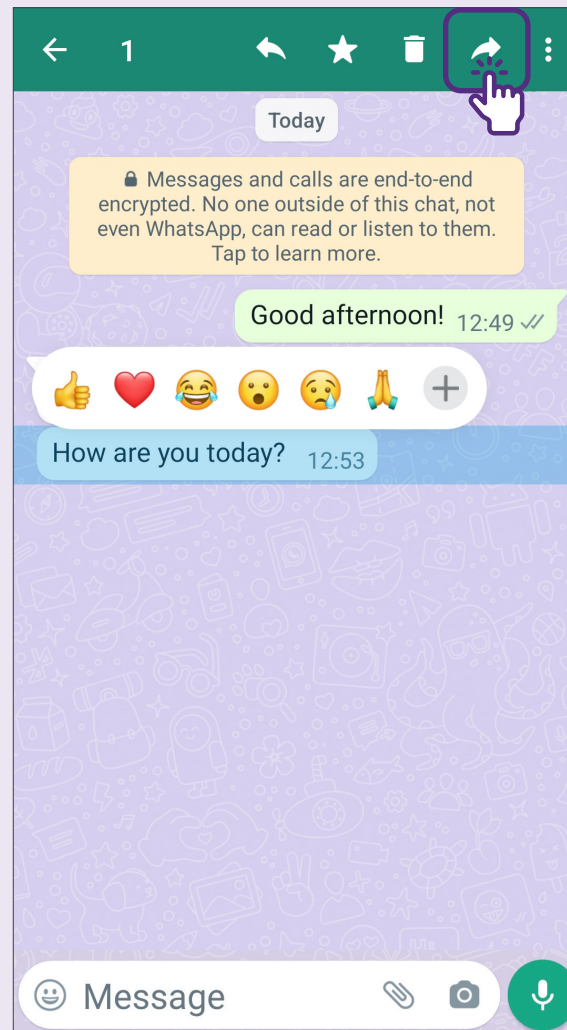 1
Today
Messages and calls are end-to-end
encrypted. No one outside of this chat, not
even WhatsApp, can read or listen to them.
Tap to learn more.
Good afternoon! 12:49
How are you today? 12:53
Message